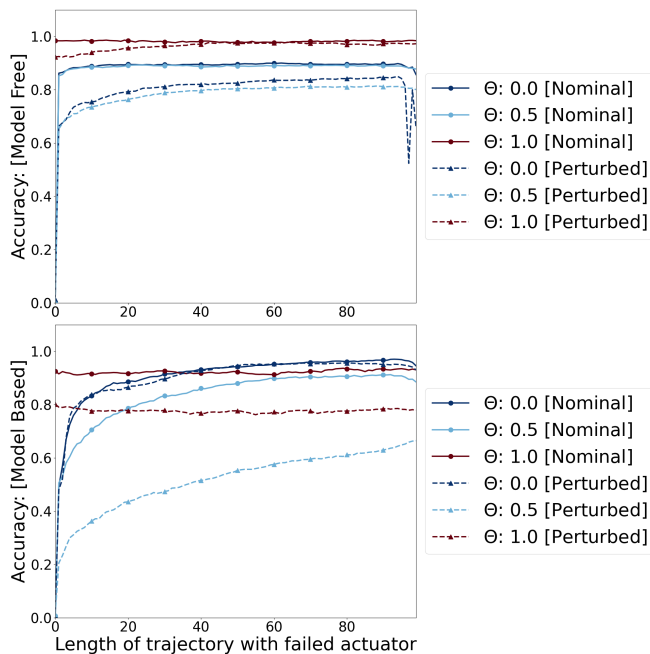 Accuracy: [Model Free]
1.0
0.8
0.6
0.4
0.2
0.0
0 20 40 60 80
Θ: 0.0 [Nominal]
Θ: 0.5 [Nominal]
Θ: 1.0 [Nominal]
Θ: 0.0 [Perturbed]
Θ: 0.5 [Perturbed]
Θ: 1.0 [Perturbed]
Accuracy: [Model Based]
1.0
0.8
0.6
0.4
0.2
0.0
0 20 40 60 80
Length of trajectory with failed actuator
Θ: 0.0 [Nominal]
Θ: 0.5 [Nominal]
Θ: 1.0 [Nominal]
Θ: 0.0 [Perturbed]
Θ: 0.5 [Perturbed]
Θ: 1.0 [Perturbed]